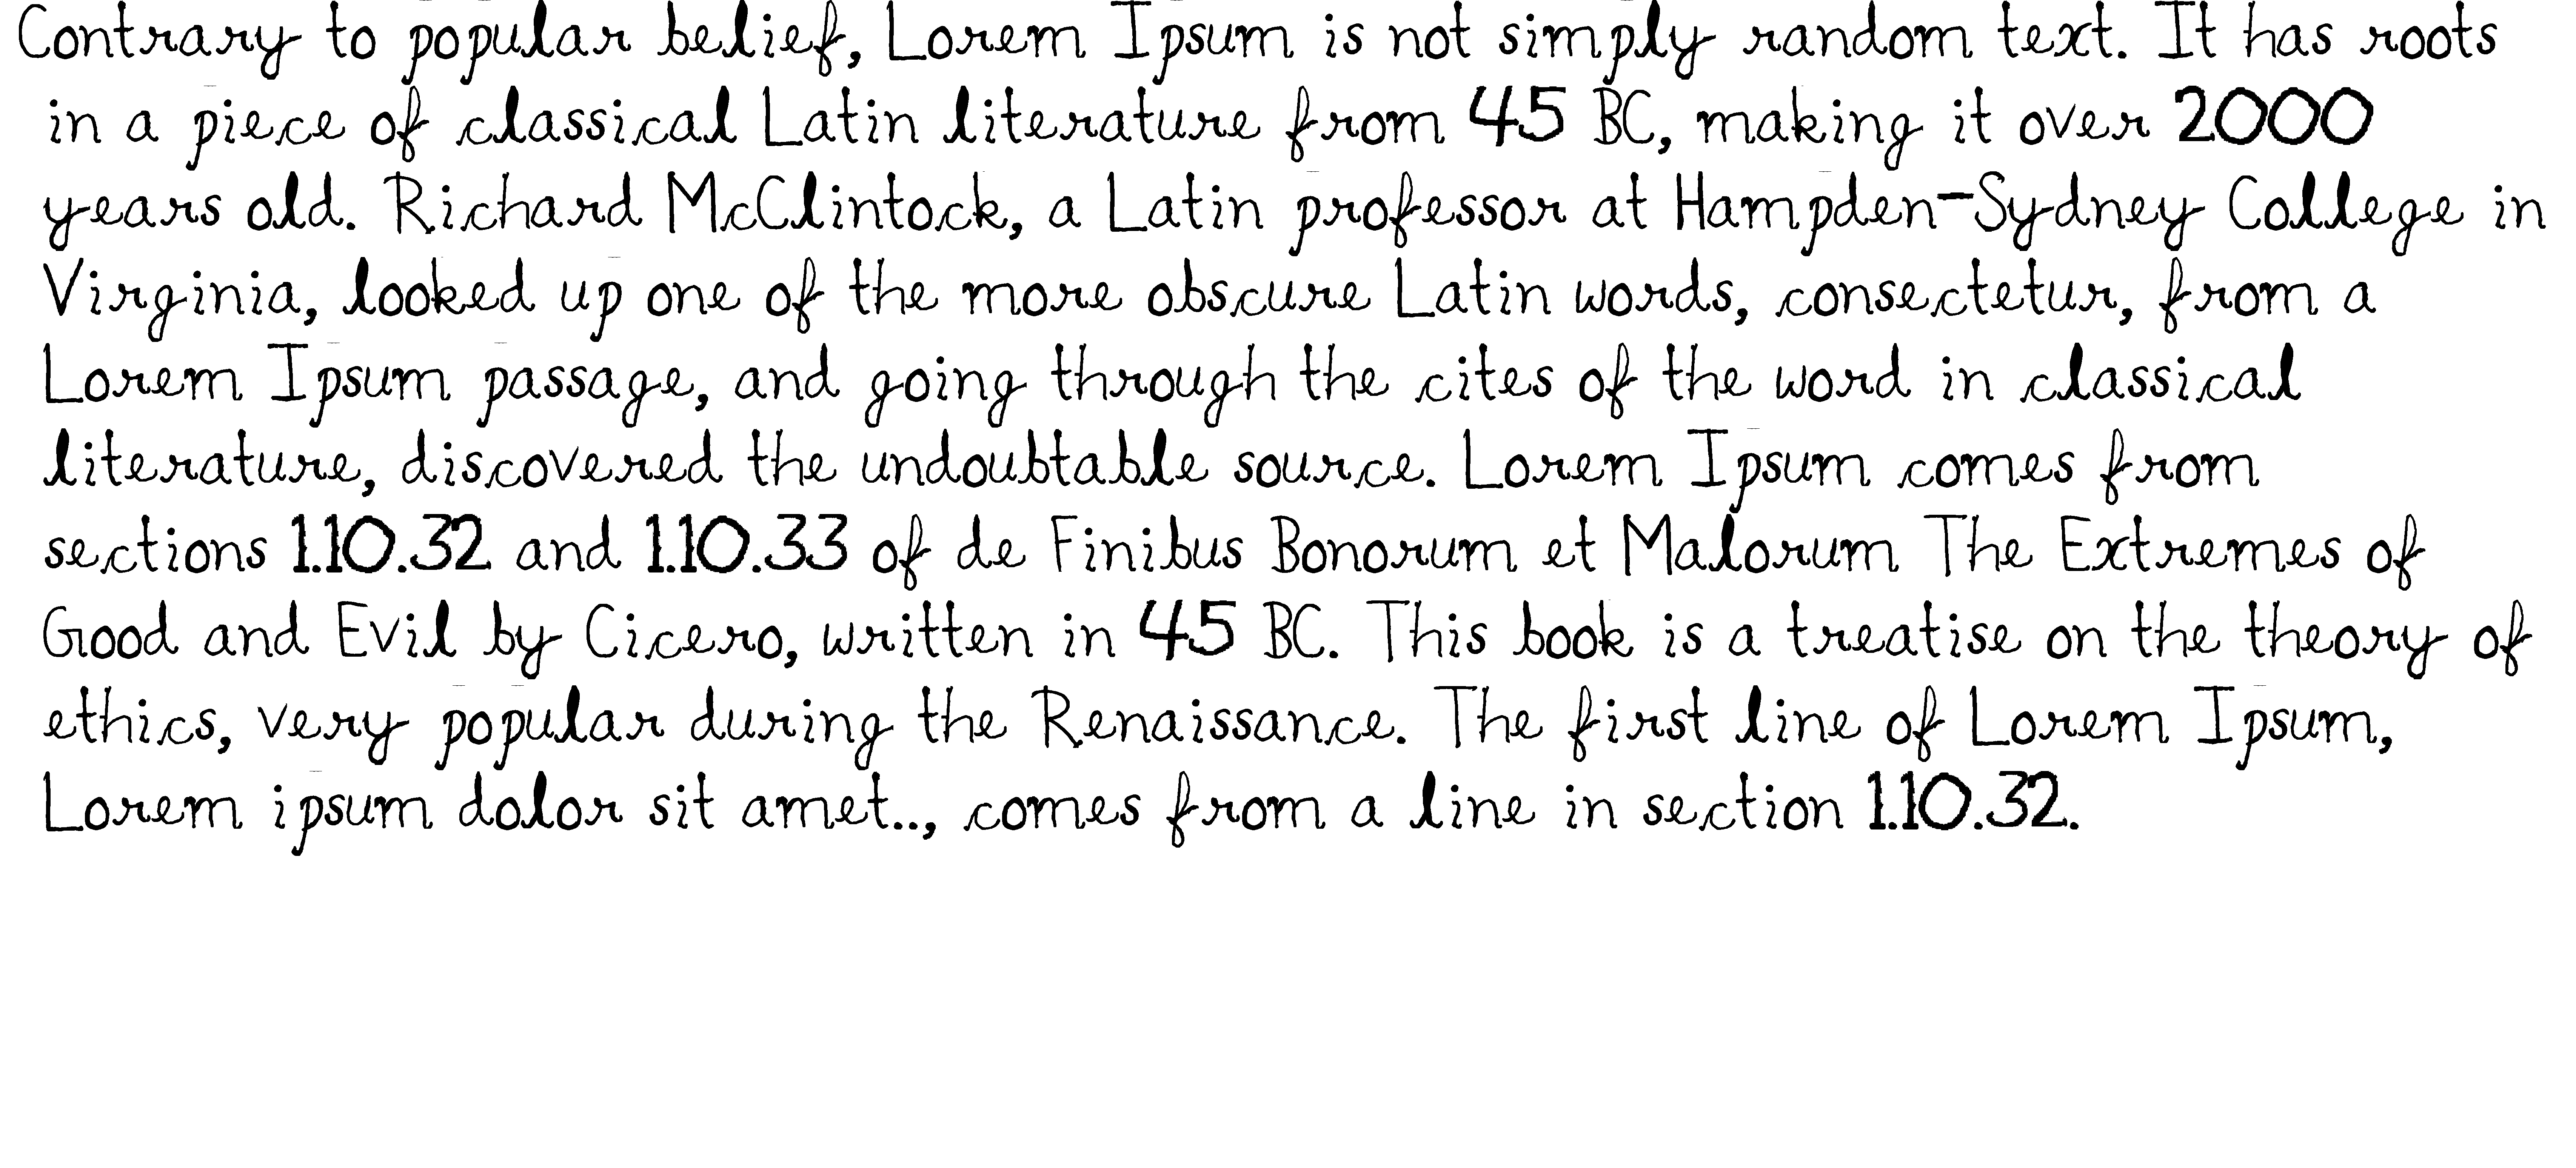 Contrary to popular belief, Lorem Ipsum is not simply random text. It has roots
in a piece of classical Latin literature from 45 BC, making it over 2000
years old. Richard McClintock, a Latin professor at Hampden-Sydney College in
Virginia, looked up one of the more obscure Latin words, consectetur, from a
Lorem Ipsum passage, and going through the cites of the word in classical
literature, discovered the undoubtable source. Lorem Ipsum comes from
sections 1.10.32 and 1.10.33 of de Finibus Bonorum et Malorum The Extremes of
Good and Evil by Cicero, written in 45 BC. This book is a treatise on the theory of
ethics, very popular during the Renaissance. The first line of Lorem Ipsum,
Lorem ipsum dolor sit amet.., comes from a line in section 1.10.32.